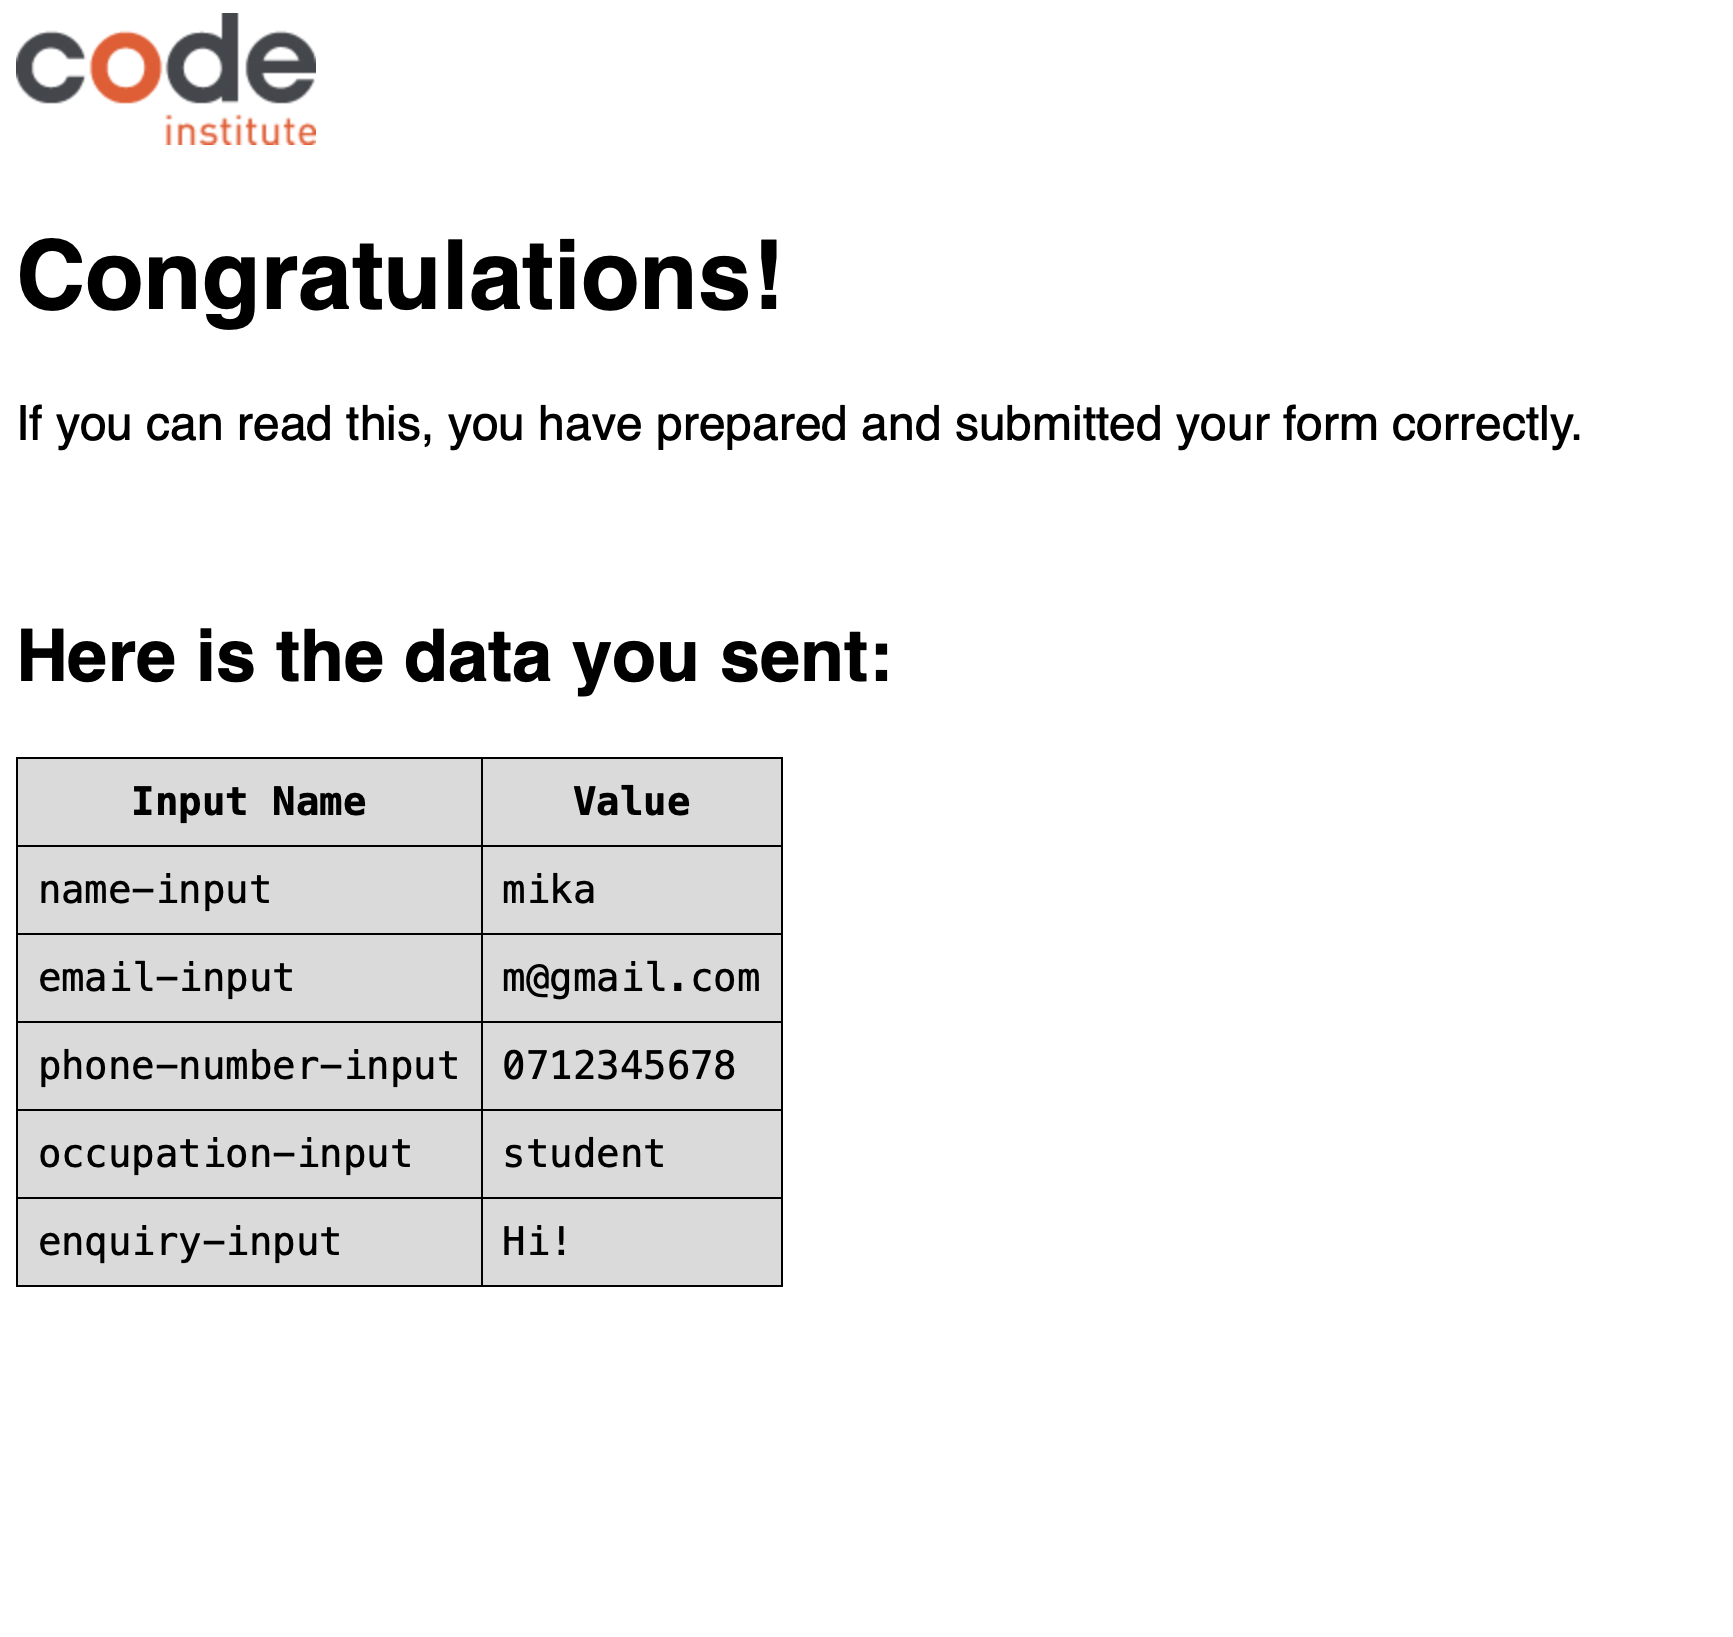 code
institute
Congratulations!
If you can read this, you have prepared and submitted your form correctly.
Here is the data you sent:
Input Name Value
name-input mika
email-input m@gmail.com
phone-number-input 0712345678
occupation-input student
enquiry-input Hi!